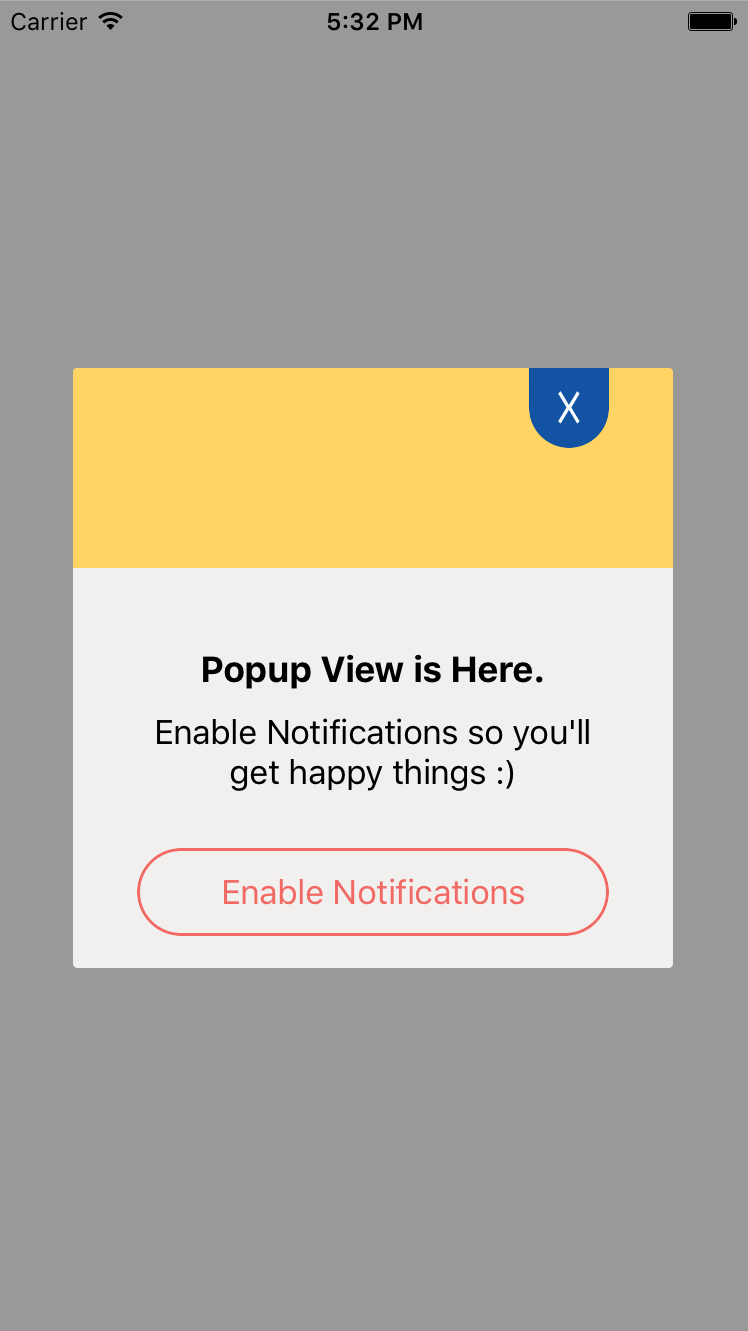 Carrier 5:32 PM
X
Popup View is Here.
Enable Notifications so you'll
get happy things :)
Enable Notifications